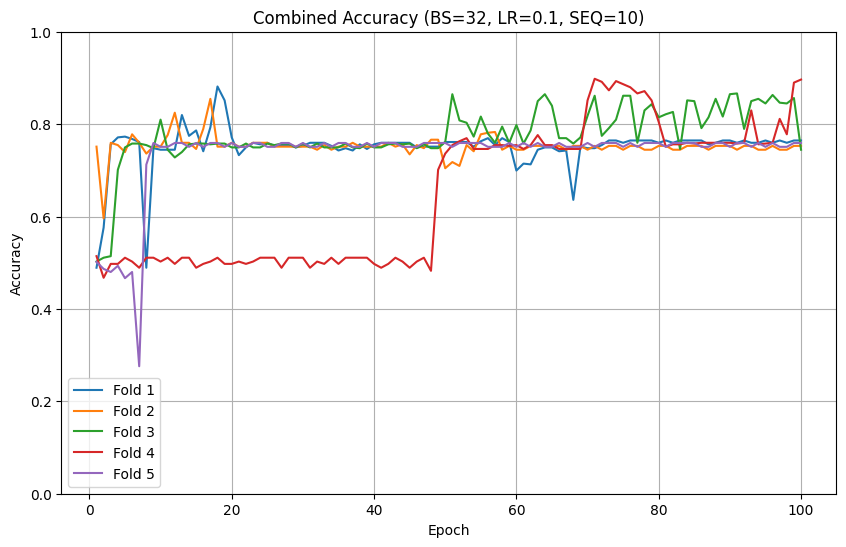 Combined Accuracy (BS=32, LR=0.1, SEQ=10)
1.0
0.8
0.6
0.4
0.2
0.0
Accuracy
Fold 1
Fold 2
Fold 3
Fold 4
Fold 5
0 20 40 60 80 100
Epoch